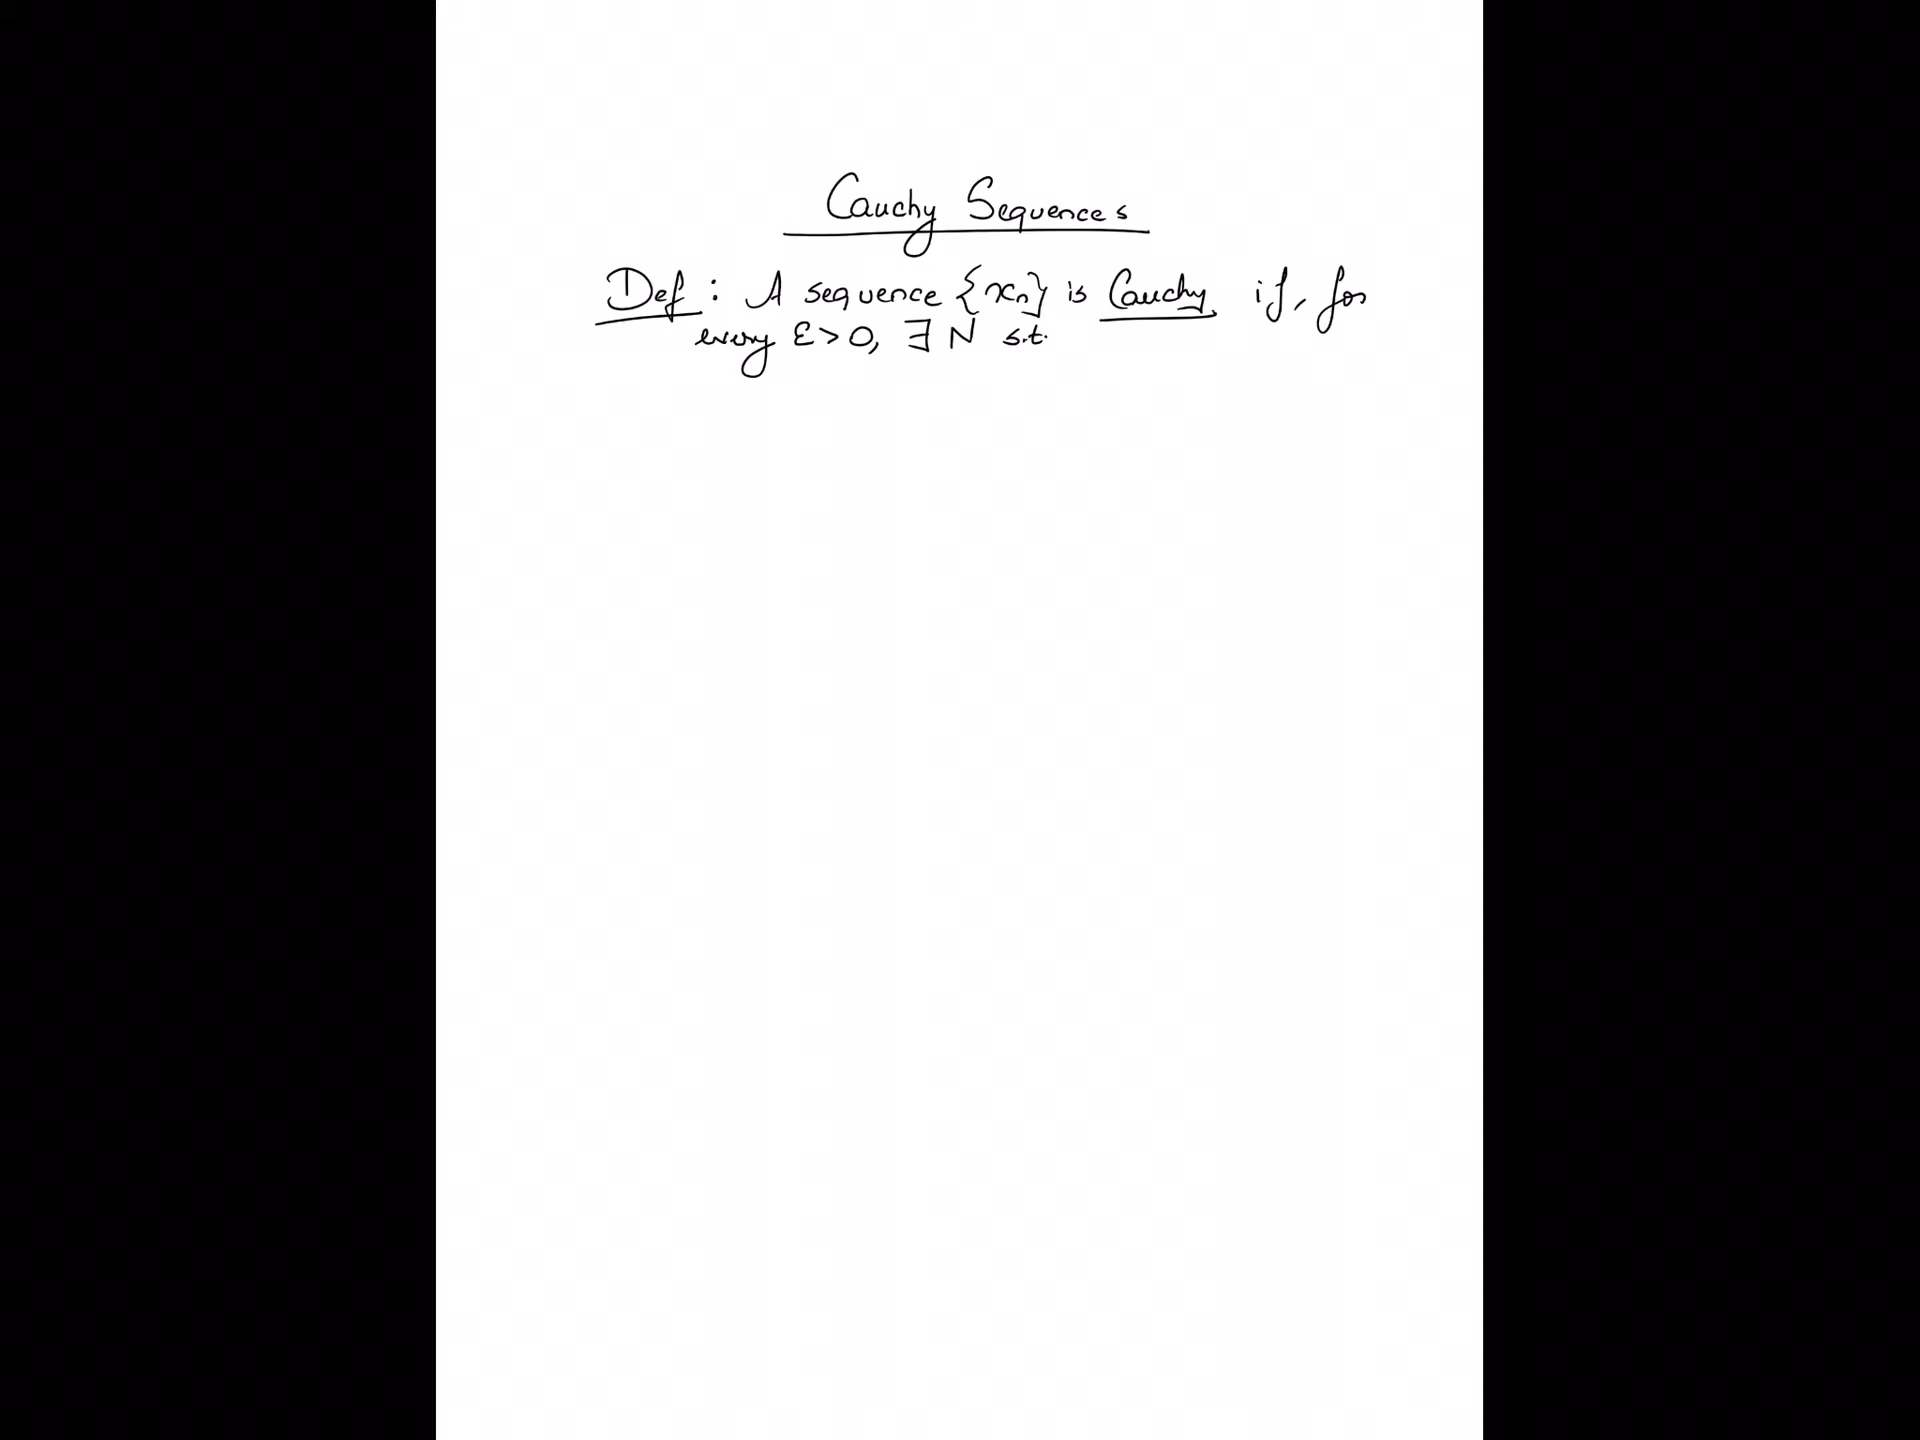 Cauchy Sequences
Def: A sequence {xn} is Cauchy if, for
every ε>0, ∃ N s.t.